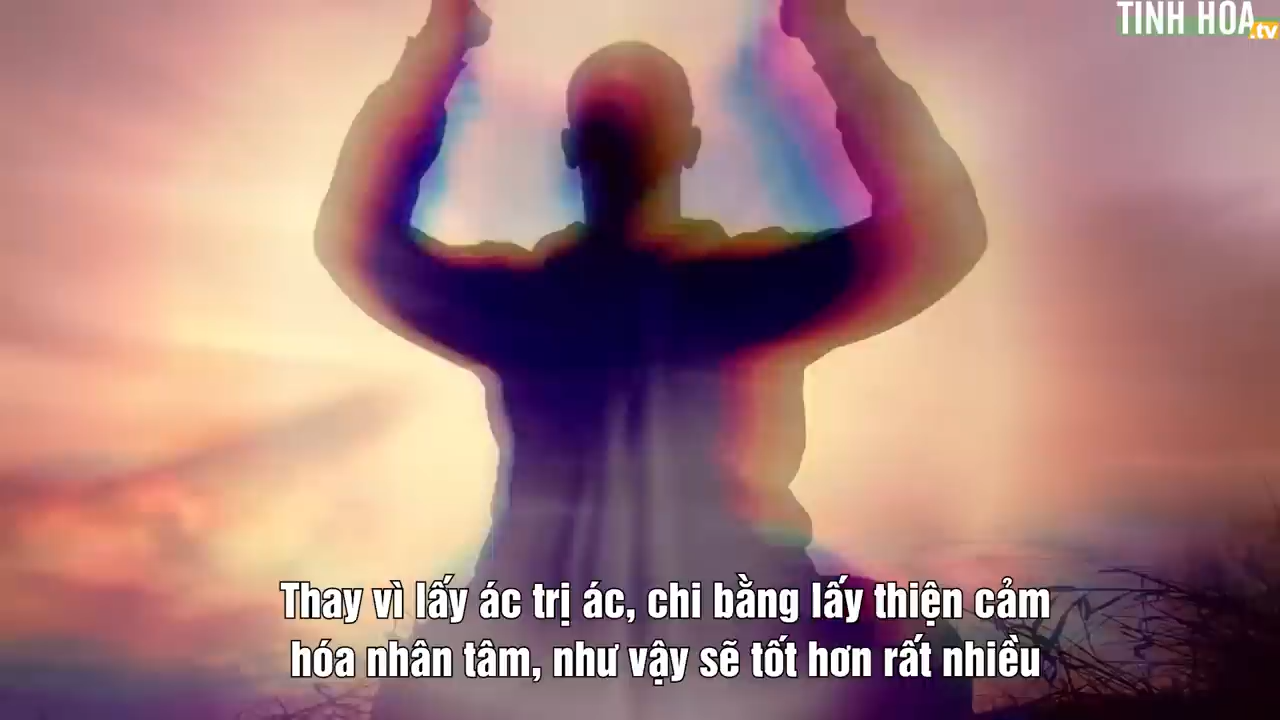 TINH HOA.tv
Thay vì lấy ác trị ác, chi bằng lấy thiện cảm
hóa nhân tâm, như vậy sẽ tốt hơn rất nhiều